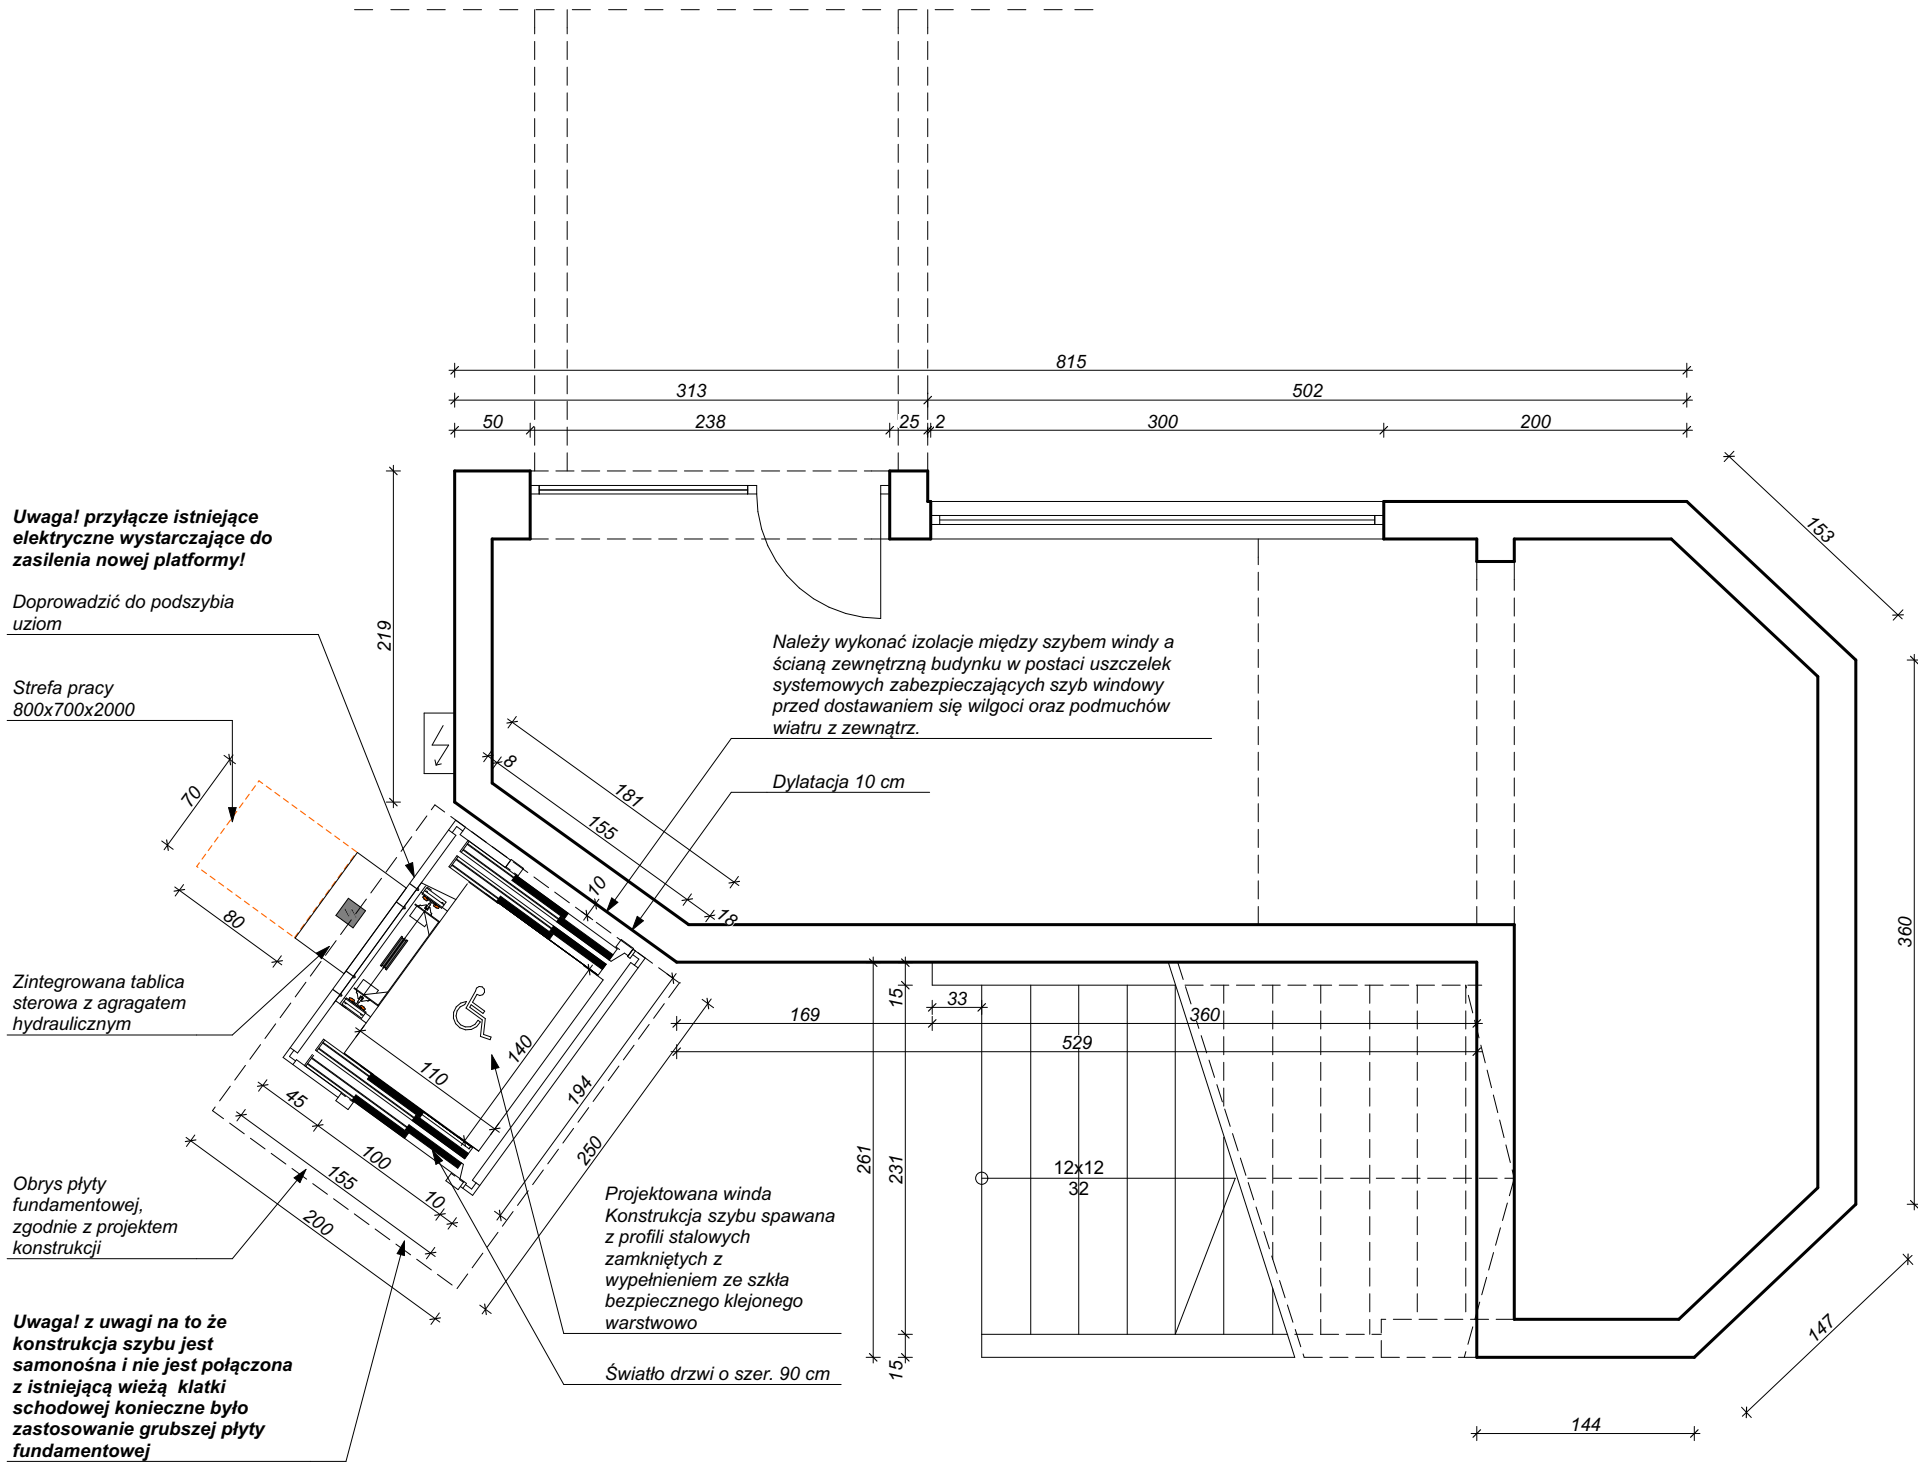 815
313
502
50
238
25
2
300
200
153
Uwaga! przyłącze istniejące
elektryczne wystarczające do
zasilenia nowej platformy!
Doprowadzić do podszybia
uziom
Strefa pracy
800x700x2000
219
Należy wykonać izolacje między szybem windy a
ścianą zewnętrzną budynku w postaci uszczelek
systemowych zabezpieczających szyb windowy
przed dostawaniem się wilgoci oraz podmuchów
wiatru z zewnątrz.
Dylatacja 10 cm
8
181
155
10
18
70
80
360
Zintegrowana tablica
sterowa z agragatem
hydraulicznym
140
110
194
250
45
100
155
10
200
169
33
360
529
15
261
231
15
12x12
32
Obrys płyty
fundamentowej,
zgodnie z projektem
konstrukcji
Projektowana winda
Konstrukcja szybu spawana
z profili stalowych
zamkniętych z
wypełnieniem ze szkła
bezpiecznego klejonego
warstwowo
Światło drzwi o szer. 90 cm
Uwaga! z uwagi na to że
konstrukcja szybu jest
samonośna i nie jest połączona
z istniejącą wieżą klatki
schodowej konieczne było
zastosowanie grubszej płyty
fundamentowej
147
144